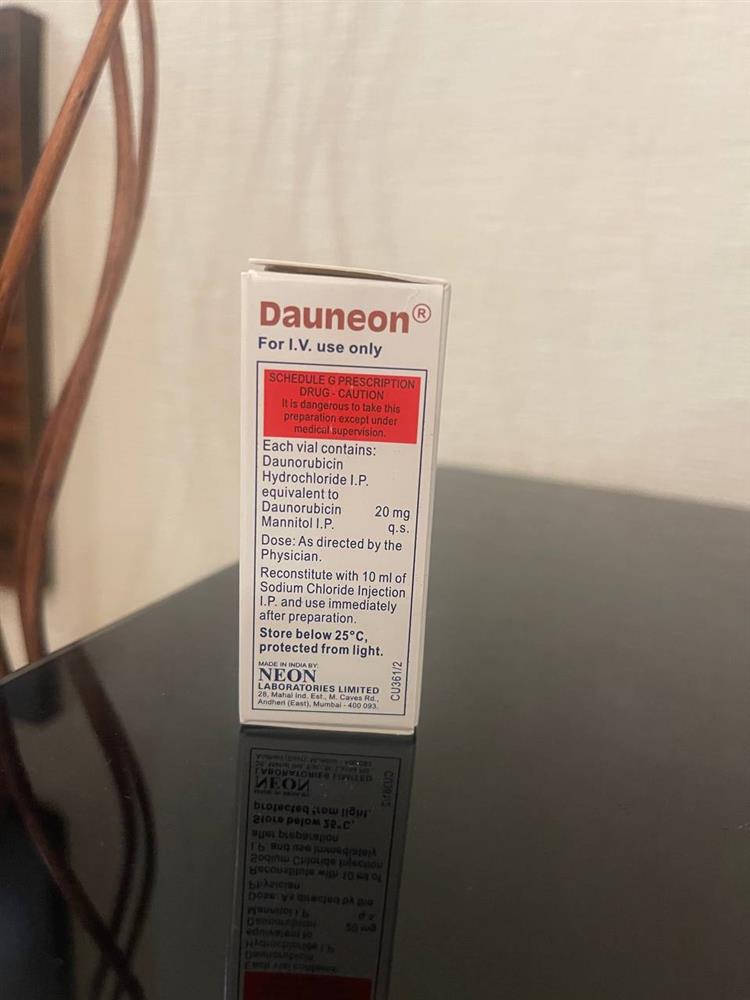 Dauneon®
For I.V. use only
SCHEDULE G PRESCRIPTION
DRUG - CAUTION
It is dangerous to take this
preparation except under
medical supervision.
Each vial contains:
Daunorubicin
Hydrochloride I.P.
equivalent to
Daunorubicin 20 mg
Mannitol I.P. q.s.
Dose: As directed by the
Physician.
Reconstitute with 10 ml of
Sodium Chloride Injection
I.P. and use immediately
after preparation.
Store below 25°C,
protected from light.
MADE IN INDIA BY:
NEON
LABORATORIES LIMITED
28, Mahal Ind. Est., M. Caves Rd.,
Andheri (East), Mumbai - 400 093.
CU361/2